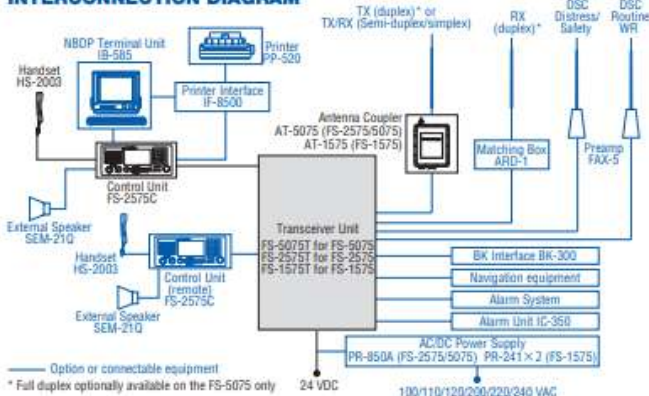 INTERCONNECTION DIAGRAM
TX (duplex)* or
TX/RX (Semi-duplex/simplex)
RX
(duplex)*
DSC
Distress/
Safety
DSC
Routine
WR
NBDP Terminal Unit
IB-585
Printer
PP-520
Handset
HS-2003
Printer Interface
IF-8500
Antenna Coupler
AT-5075 (FS-2575/5075)
AT-1575 (FS-1575)
Matching Box
ARD-1
Preamp
FAX-5
Control Unit
FS-2575C
External Speaker
SEM-21Q
Transceiver Unit
FS-5075T for FS-5075
FS-2575T for FS-2575
FS-1575T for FS-1575
Handset
HS-2003
Control Unit
(remote)
FS-2575C
External Speaker
SEM-21Q
BK Interface BK-300
Navigation equipment
Alarm System
Alarm Unit IC-350
AC/DC Power Supply
PR-850A (FS-2575/5075) PR-241×2 (FS-1575)
Option or connectable equipment
* Full duplex optionally available on the FS-5075 only
24 VDC
100/110/120/200/220/240 VAC